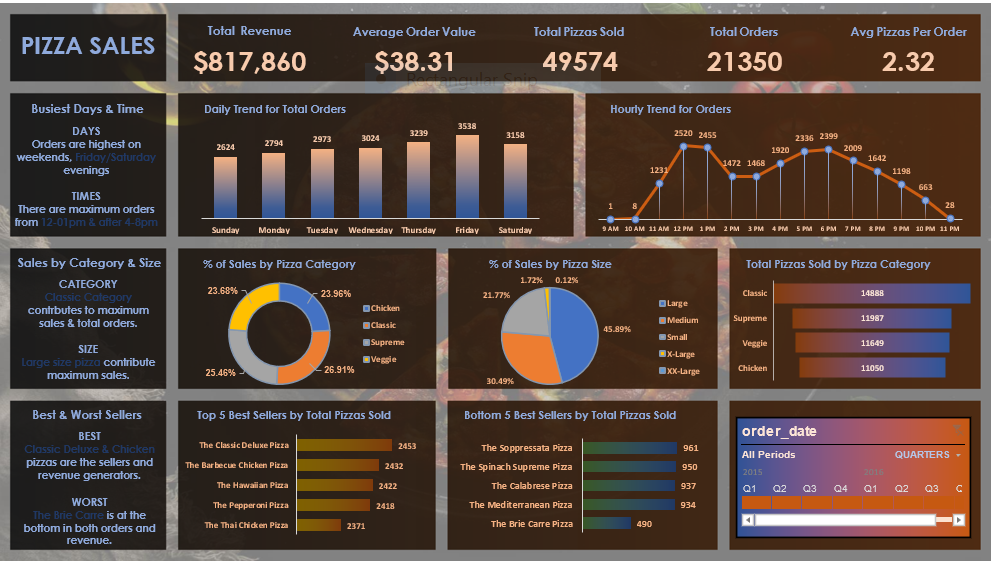 PIZZA SALES
Total Revenue
$817,860
Average Order Value
$38.31
Total Pizzas Sold
49574
Total Orders
21350
Avg Pizzas Per Order
2.32
Rectangular Snip
Busiest Days & Time
DAYS
Orders are highest on
weekends, Friday/Saturday
evenings
TIMES
There are maximum orders
from 12-01pm & after 4-8pm
Daily Trend for Total Orders
2624
2794
2973
3024
3239
3538
3158
Sunday
Monday
Tuesday
Wednesday
Thursday
Friday
Saturday
Hourly Trend for Orders
1
8
1231
2520
2455
1472
1468
1920
2336
2399
2009
1642
1198
663
28
9 AM
10 AM
11 AM
12 PM
1 PM
2 PM
3 PM
4 PM
5 PM
6 PM
7 PM
8 PM
9 PM
10 PM
11 PM
Sales by Category & Size
CATEGORY
Classic Category
contrbutes to maximum
sales & total orders.
SIZE
Large size pizza contribute
maximum sales.
% of Sales by Pizza Category
23.68%
23.96%
25.46%
26.91%
Chicken
Classic
Supreme
Veggie
% of Sales by Pizza Size
1.72%
0.12%
21.77%
45.89%
30.49%
Large
Medium
Small
X-Large
XX-Large
Total Pizzas Sold by Pizza Category
Classic
14888
Supreme
11987
Veggie
11649
Chicken
11050
Best & Worst Sellers
BEST
Classic Deluxe & Chicken
pizzas are the sellers and
revenue generators.
WORST
The Brie Carre is at the
bottom in both orders and
revenue.
Top 5 Best Sellers by Total Pizzas Sold
The Classic Deluxe Pizza
2453
The Barbecue Chicken Pizza
2432
The Hawaiian Pizza
2422
The Pepperoni Pizza
2418
The Thai Chicken Pizza
2371
Bottom 5 Best Sellers by Total Pizzas Sold
The Soppressata Pizza
961
The Spinach Supreme Pizza
950
The Calabrese Pizza
937
The Mediterranean Pizza
934
The Brie Carre Pizza
490
order_date
All Periods
QUARTERS
2015
2016
Q1
Q2
Q3
Q4
Q1
Q2
Q3